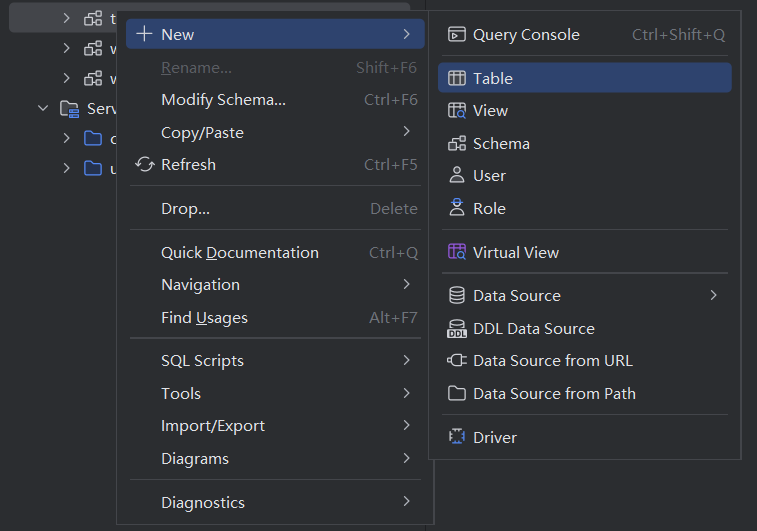 New
Rename... Shift+F6
Modify Schema... Ctrl+F6
Copy/Paste
Refresh Ctrl+F5
Drop... Delete
Quick Documentation Ctrl+Q
Navigation
Find Usages Alt+F7
SQL Scripts
Tools
Import/Export
Diagrams
Diagnostics
Query Console Ctrl+Shift+Q
Table
View
Schema
User
Role
Virtual View
Data Source
DDL DDL Data Source
Data Source from URL
Data Source from Path
Driver